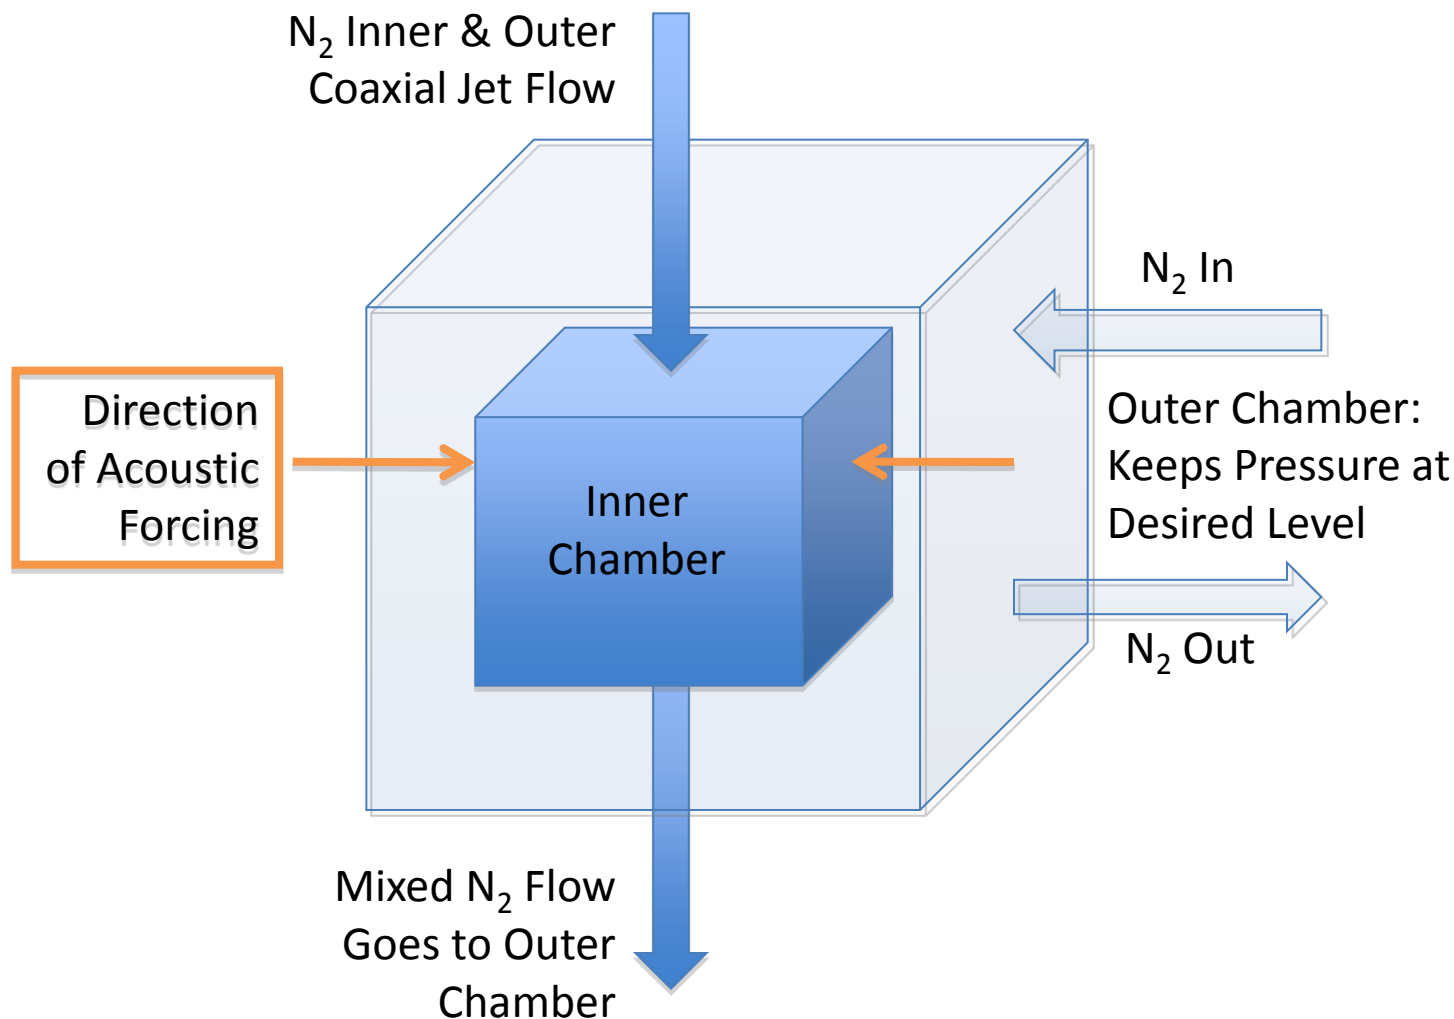 N₂ Inner & Outer
Coaxial Jet Flow
N₂ In
Direction
of Acoustic
Forcing
Outer Chamber:
Keeps Pressure at
Desired Level
Inner
Chamber
N₂ Out
Mixed N₂ Flow
Goes to Outer
Chamber